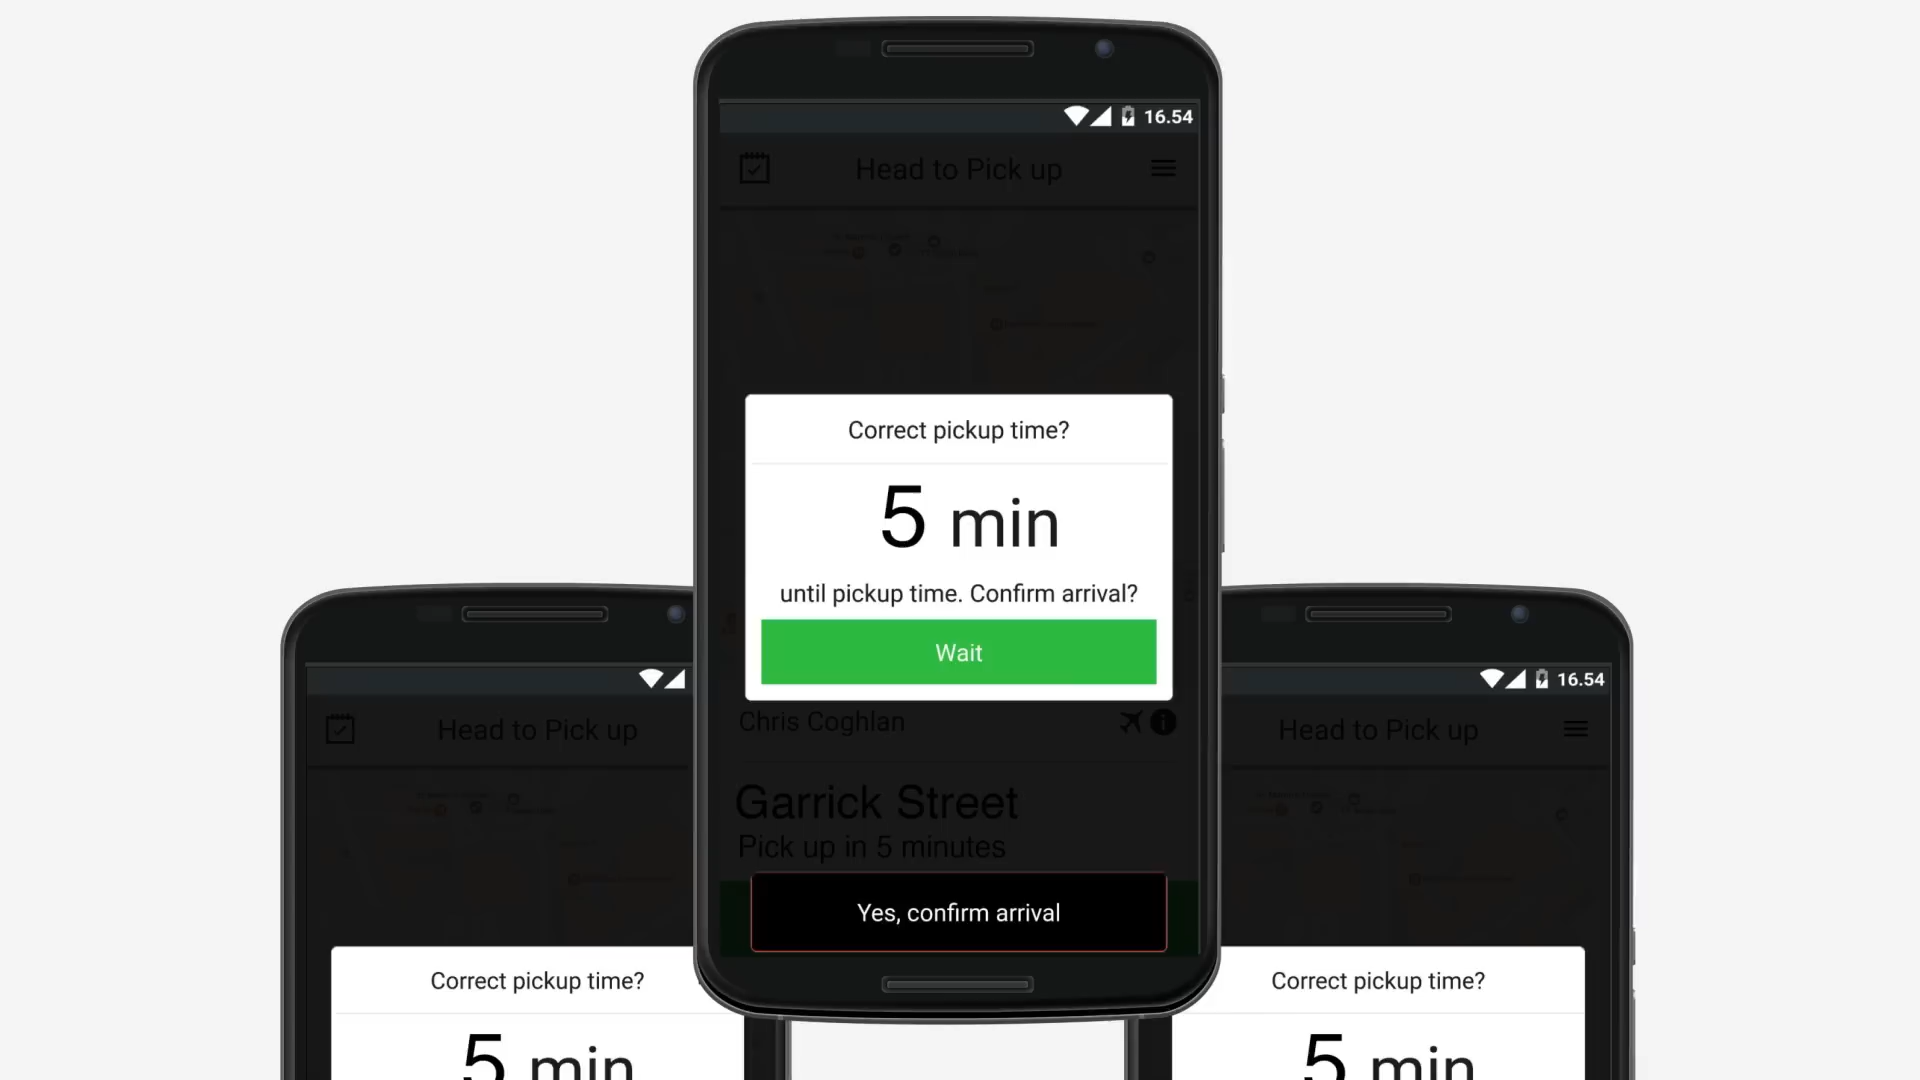 16.54
Head to Pick up
Correct pickup time?
5 min
until pickup time. Confirm arrival?
Wait
Chris Coghlan
Garrick Street
Pick up in 5 minutes
Yes, confirm arrival
Head to Pick up
Correct pickup time?
5 min
16.54
Head to Pick up
Correct pickup time?
5 min